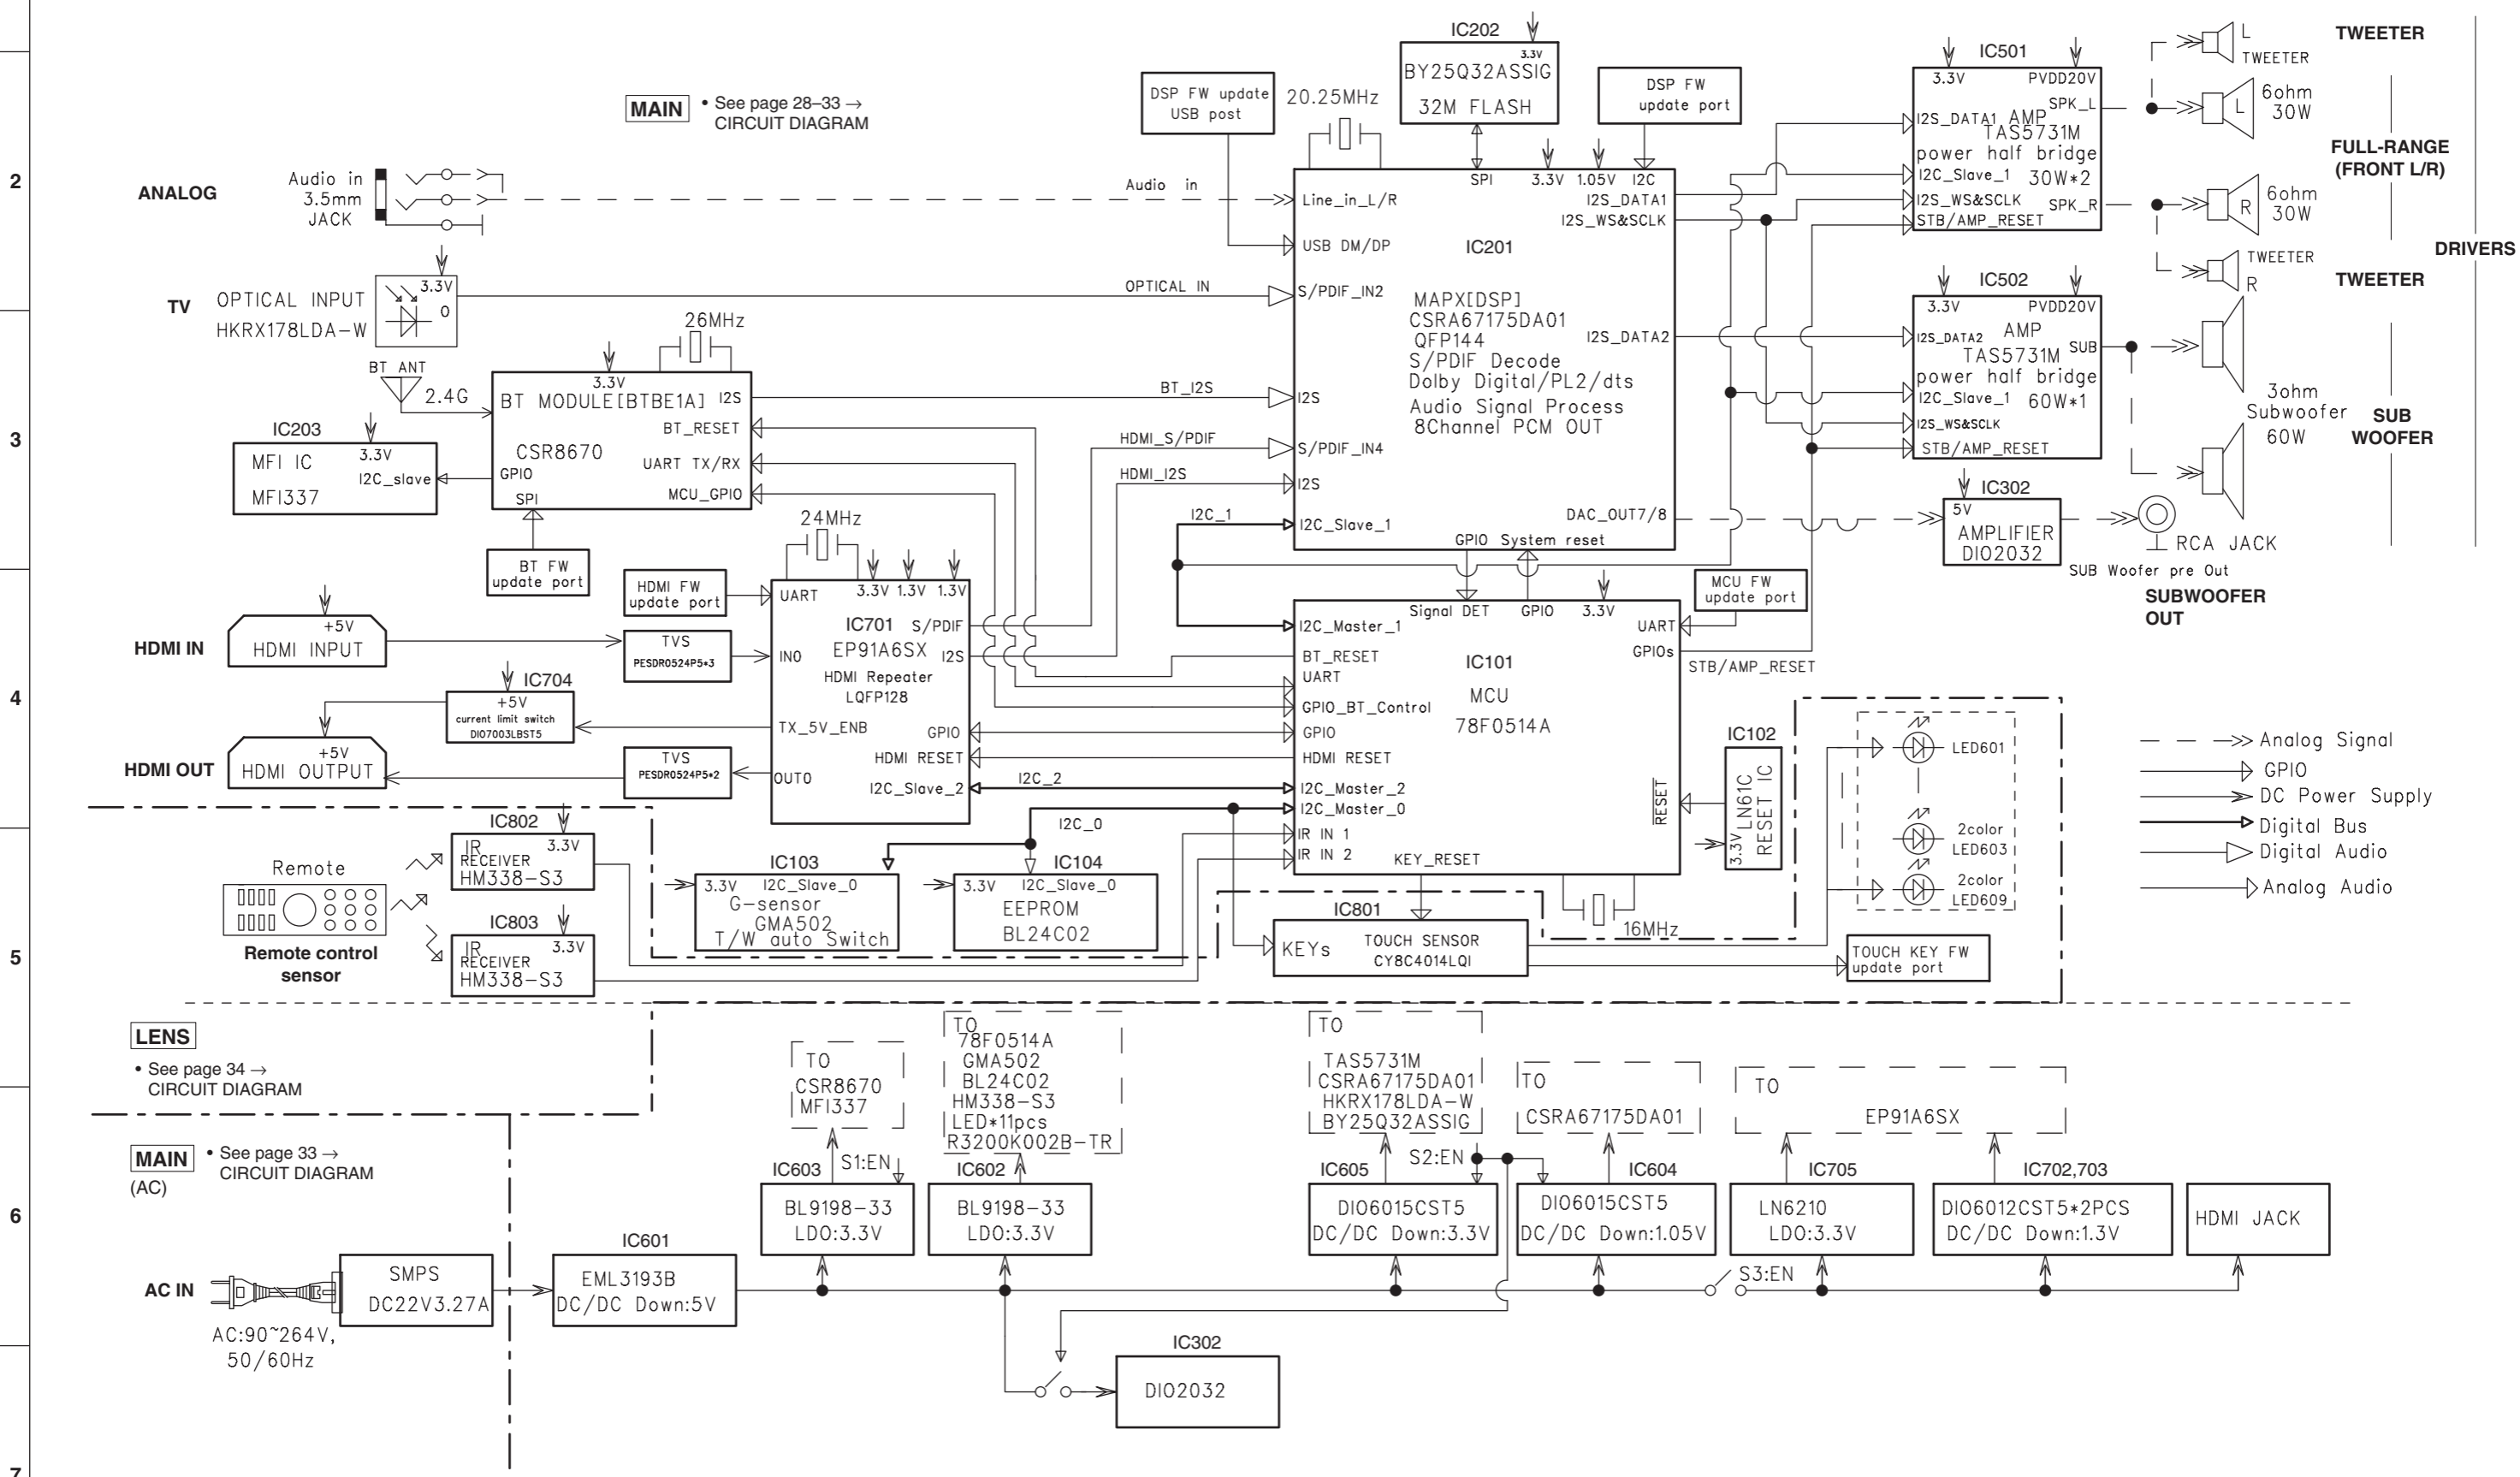 IC202
3.3V
BY25Q32ASSIG
32M FLASH
DSP FW update
USB post
20.25MHz
DSP FW
update port
MAIN
• See page 28–33 →
CIRCUIT DIAGRAM
IC501
3.3V
PVDD20V
SPK_L
I2S_DATA1
AMP
TAS5731M
power half bridge
I2C_Slave_1
30W*2
I2S_WS&SCLK
SPK_R
STB/AMP_RESET
L
TWEETER
TWEETER
L
6ohm
30W
FULL-RANGE
(FRONT L/R)
R
6ohm
30W
DRIVERS
TWEETER
R
TWEETER
2
ANALOG
Audio in
3.5mm
JACK
Audio in
SPI
3.3V
1.05V
I2C
Line_in_L/R
I2S_DATA1
I2S_WS&SCLK
USB DM/DP
IC201
TV
OPTICAL INPUT
HKRX178LDA-W
3.3V
O
OPTICAL IN
S/PDIF_IN2
MAPX[DSP]
CSRA67175DA01
QFP144
S/PDIF Decode
Dolby Digital/PL2/dts
Audio Signal Process
8Channel PCM OUT
I2S_DATA2
IC502
3.3V
PVDD20V
I2S_DATA2
AMP
TAS5731M
SUB
power half bridge
I2C_Slave_1
60W*1
I2S_WS&SCLK
STB/AMP_RESET
3ohm
Subwoofer
60W
SUB
WOOFER
26MHz
BT ANT
2.4G
3.3V
BT MODULE[BTBE1A]
I2S
BT_RESET
CSR8670
UART TX/RX
GPIO
MCU_GPIO
SPI
BT_I2S
I2S
3
IC203
3.3V
MFI IC
I2C_slave
MFI337
HDMI_S/PDIF
S/PDIF_IN4
HDMI_I2S
I2S
I2C_1
I2C_Slave_1
DAC_OUT7/8
GPIO
System reset
IC302
5V
AMPLIFIER
DIO2032
RCA JACK
SUB Woofer pre Out
SUBWOOFER
OUT
BT FW
update port
24MHz
HDMI FW
update port
UART
3.3V
1.3V
1.3V
IC701
S/PDIF
EP91A6SX
IN0
I2S
HDMI Repeater
LQFP128
TX_5V_ENB
GPIO
HDMI RESET
OUT0
I2C_Slave_2
HDMI IN
+5V
HDMI INPUT
TVS
PESDR0524P5*3
4
IC704
+5V
current limit switch
DIO7003LBST5
HDMI OUT
+5V
HDMI OUTPUT
TVS
PESDR0524P5*2
I2C_2
I2C_0
MCU FW
update port
Signal DET
GPIO
3.3V
I2C_Master_1
UART
BT_RESET
IC101
GPIOs
STB/AMP_RESET
UART
MCU
GPIO_BT_Control
78F0514A
GPIO
HDMI RESET
I2C_Master_2
I2C_Master_0
RESET
IR IN 1
IR IN 2
KEY_RESET
IC102
3.3V
LN61C
RESET IC
16MHz
LED601
2color
LED603
2color
LED609
Analog Signal
GPIO
DC Power Supply
Digital Bus
Digital Audio
Analog Audio
IC802
IR
3.3V
RECEIVER
HM338-S3
Remote
Remote control
sensor
IC803
IR
3.3V
RECEIVER
HM338-S3
5
IC103
3.3V
I2C_Slave_0
G-sensor
GMA502
T/W auto Switch
IC104
3.3V
I2C_Slave_0
EEPROM
BL24C02
IC801
KEYs
TOUCH SENSOR
CY8C4014LQI
TOUCH KEY FW
update port
LENS
• See page 34 →
CIRCUIT DIAGRAM
TO
CSR8670
MFI337
TO
78F0514A
GMA502
BL24C02
HM338-S3
LED*11pcs
R3200K002B-TR
TO
TAS5731M
CSRA67175DA01
HKRX178LDA-W
BY25Q32ASSIG
TO
CSRA67175DA01
TO
EP91A6SX
MAIN
(AC)
• See page 33 →
CIRCUIT DIAGRAM
6
IC603
S1:EN
BL9198-33
LDO:3.3V
IC602
BL9198-33
LDO:3.3V
IC605
S2:EN
DIO6015CST5
DC/DC Down:3.3V
IC604
DIO6015CST5
DC/DC Down:1.05V
IC705
LN6210
LDO:3.3V
IC702,703
DIO6012CST5*2PCS
DC/DC Down:1.3V
HDMI JACK
AC IN
SMPS
DC22V3.27A
AC:90~264V,
50/60Hz
IC601
EML3193B
DC/DC Down:5V
S3:EN
IC302
DIO2032
7